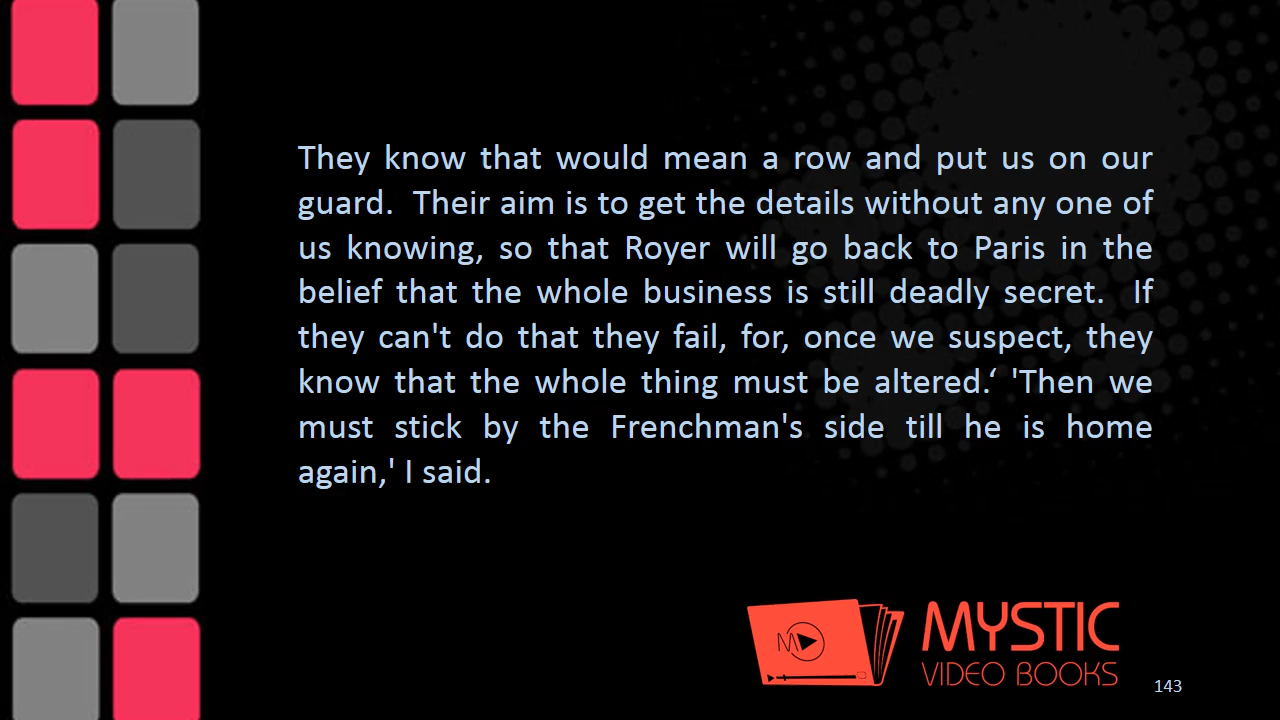 They know that would mean a row and put us on our
guard.  Their aim is to get the details without any one of
us knowing, so that Royer will go back to Paris in the
belief that the whole business is still deadly secret.  If
they can't do that they fail, for, once we suspect, they
know that the whole thing must be altered.‘ 'Then we
must stick by the Frenchman's side till he is home
again,' I said.
M
MYSTIC
VIDEO BOOKS
143